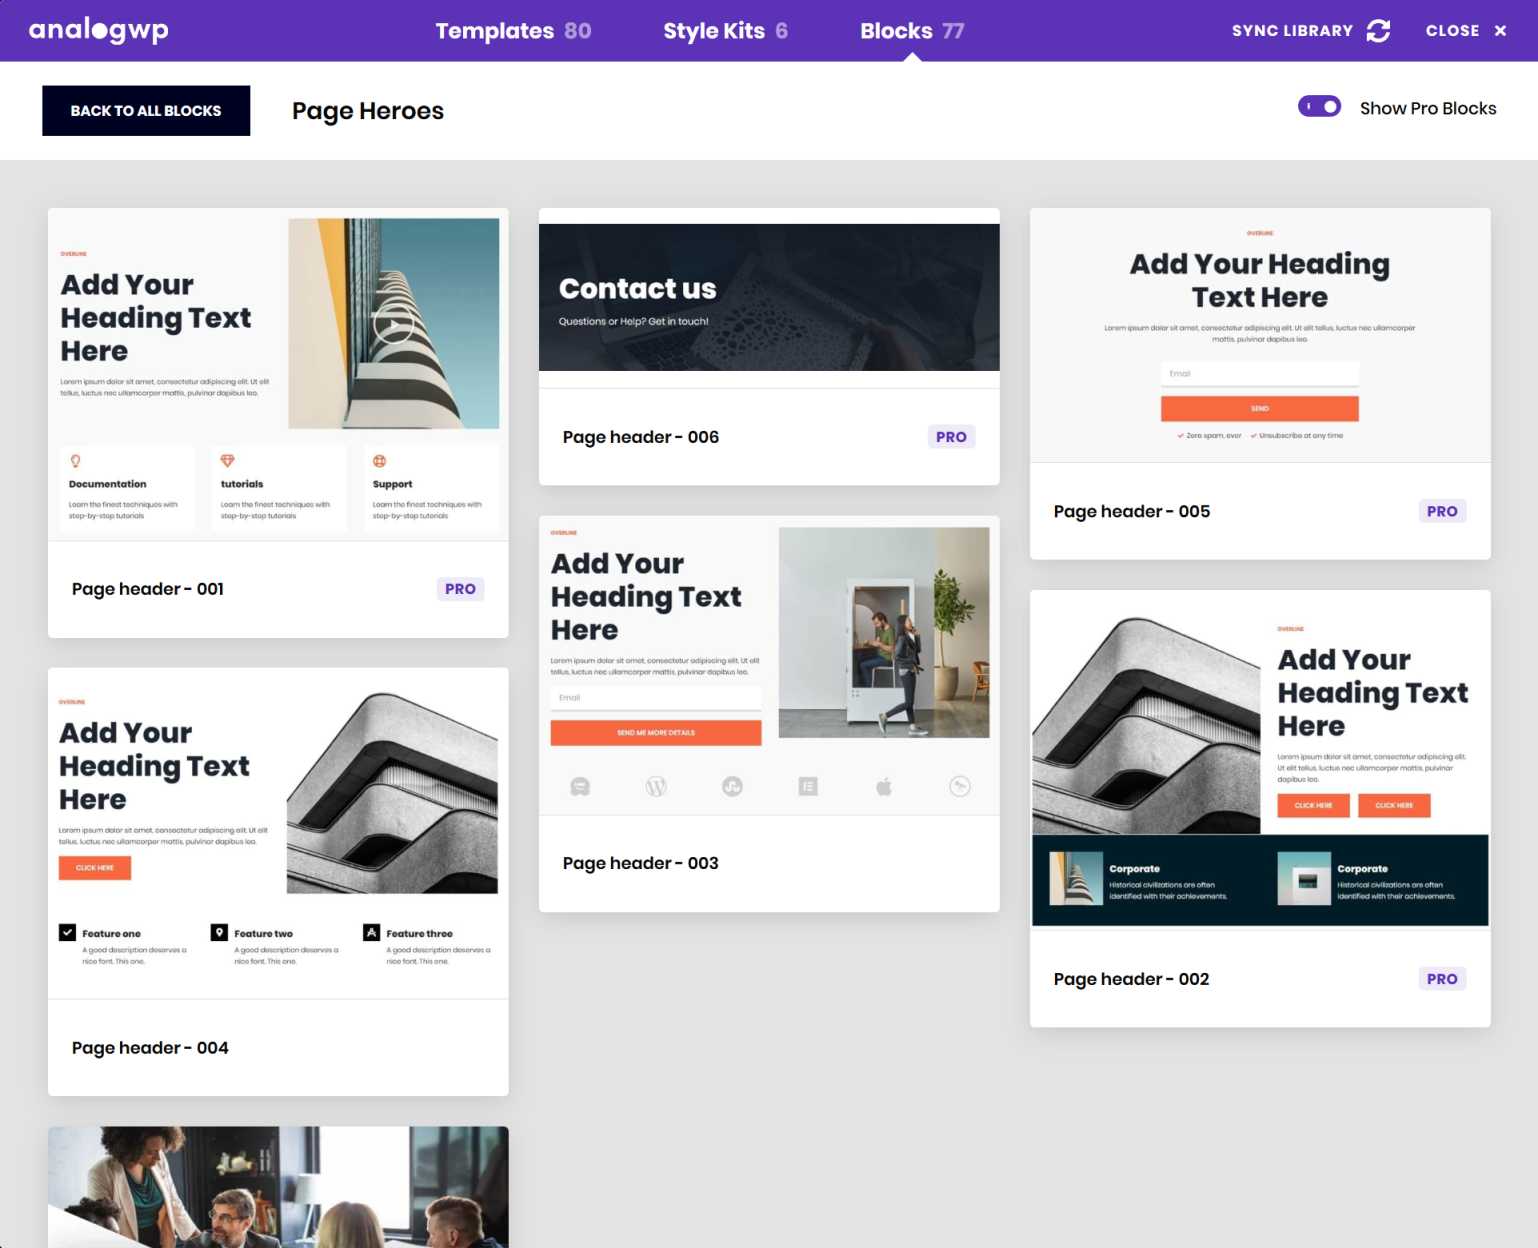 analogwp
Templates 80
Style Kits 6
Blocks 77
SYNC LIBRARY
CLOSE
BACK TO ALL BLOCKS
Page Heroes
Show Pro Blocks
OVERLINE
Add Your
Heading Text
Here
Lorem ipsum dolor sit amet, consectetur adipiscing elit. Ut elit
tellus, luctus nec ullamcorper mattis, pulvinar dapibus leo.
Documentation
Learn the finest techniques with
step-by-step tutorials
tutorials
Learn the finest techniques with
step-by-step tutorials
Support
Learn the finest techniques with
step-by-step tutorials
Page header - 001
PRO
OVERLINE
Add Your
Heading Text
Here
Lorem ipsum dolor sit amet, consectetur adipiscing elit. Ut elit
tellus, luctus nec ullamcorper mattis, pulvinar dapibus leo.
CLICK HERE
Feature one
A good description deserves a
nice font. This one.
Feature two
A good description deserves a
nice font. This one.
Feature three
A good description deserves a
nice font. This one.
Page header - 004
Contact us
Questions or Help? Get in touch!
Page header - 006
PRO
OVERLINE
Add Your
Heading Text
Here
Lorem ipsum dolor sit amet, consectetur adipiscing elit. Ut elit
tellus, luctus nec ullamcorper mattis, pulvinar dapibus leo.
Email
SEND ME MORE DETAILS
Page header - 003
OVERLINE
Add Your Heading
Text Here
Lorem ipsum dolor sit amet, consectetur adipiscing elit. Ut elit tellus, luctus nec ullamcorper
mattis, pulvinar dapibus leo.
Email
SEND
Zero spam, ever
Unsubscribe at any time
Page header - 005
PRO
OVERLINE
Add Your
Heading Text
Here
Lorem ipsum dolor sit amet, consectetur adipiscing elit.
Ut elit tellus, luctus nec ullamcorper mattis, pulvinar
dapibus leo.
CLICK HERE
CLICK HERE
Corporate
Historical civilizations are often
identified with their achievements.
Corporate
Historical civilizations are often
identified with their achievements.
Page header - 002
PRO